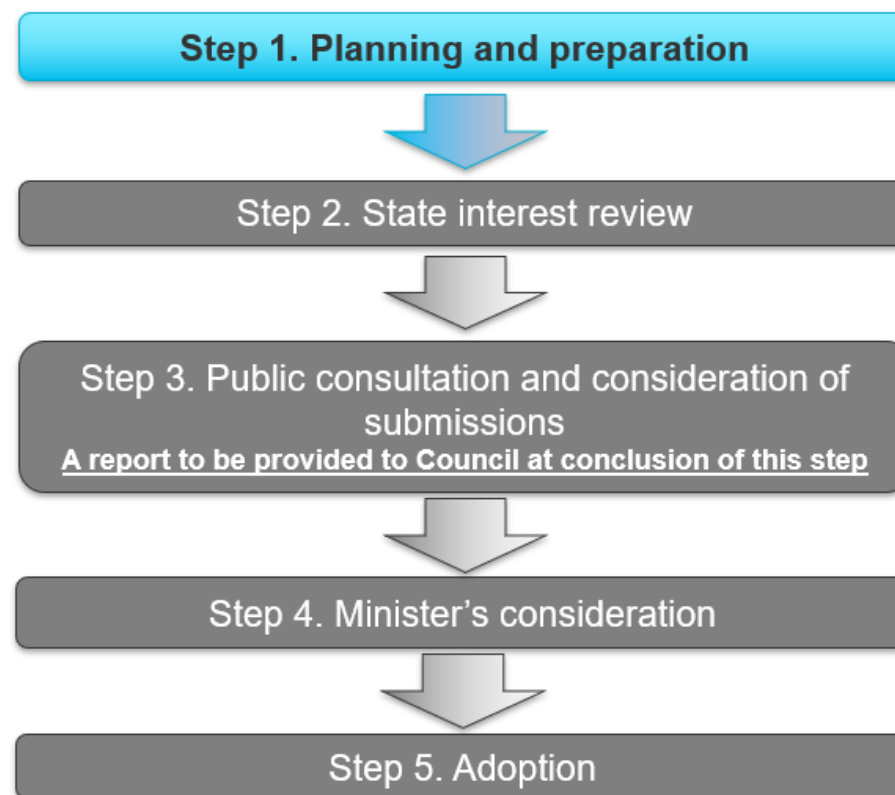 Step 1. Planning and preparation
Step 2. State interest review
Step 3. Public consultation and consideration of
submissions
A report to be provided to Council at conclusion of this step
Step 4. Minister’s consideration
Step 5. Adoption